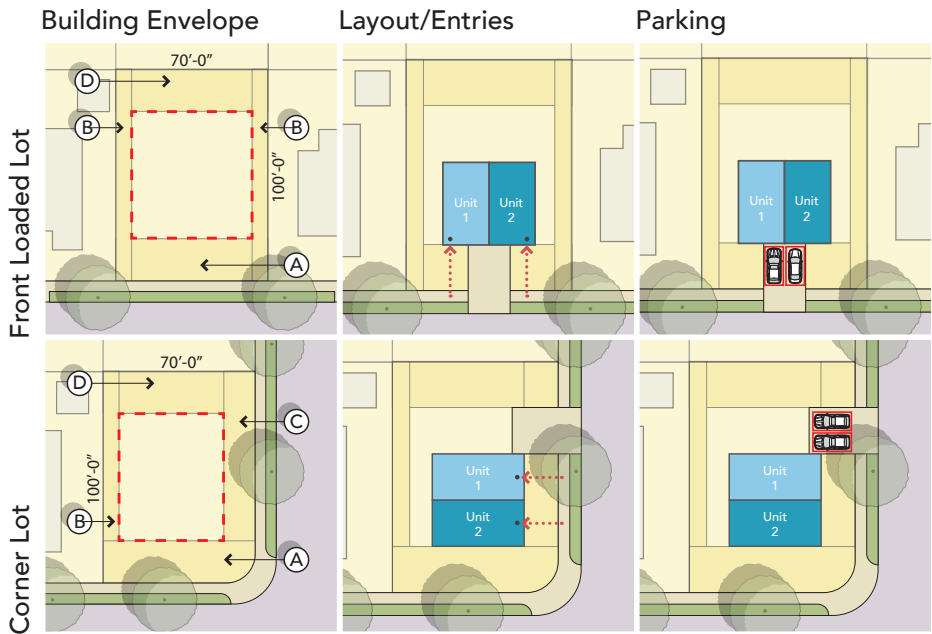 Building Envelope
Layout/Entries
Parking
Front Loaded Lot
70'-0"
D
B
B
100'-0"
A
Unit
1
Unit
2
Unit
1
Unit
2
Corner Lot
70'-0"
D
C
100'-0"
B
A
Unit
1
Unit
2
Unit
1
Unit
2